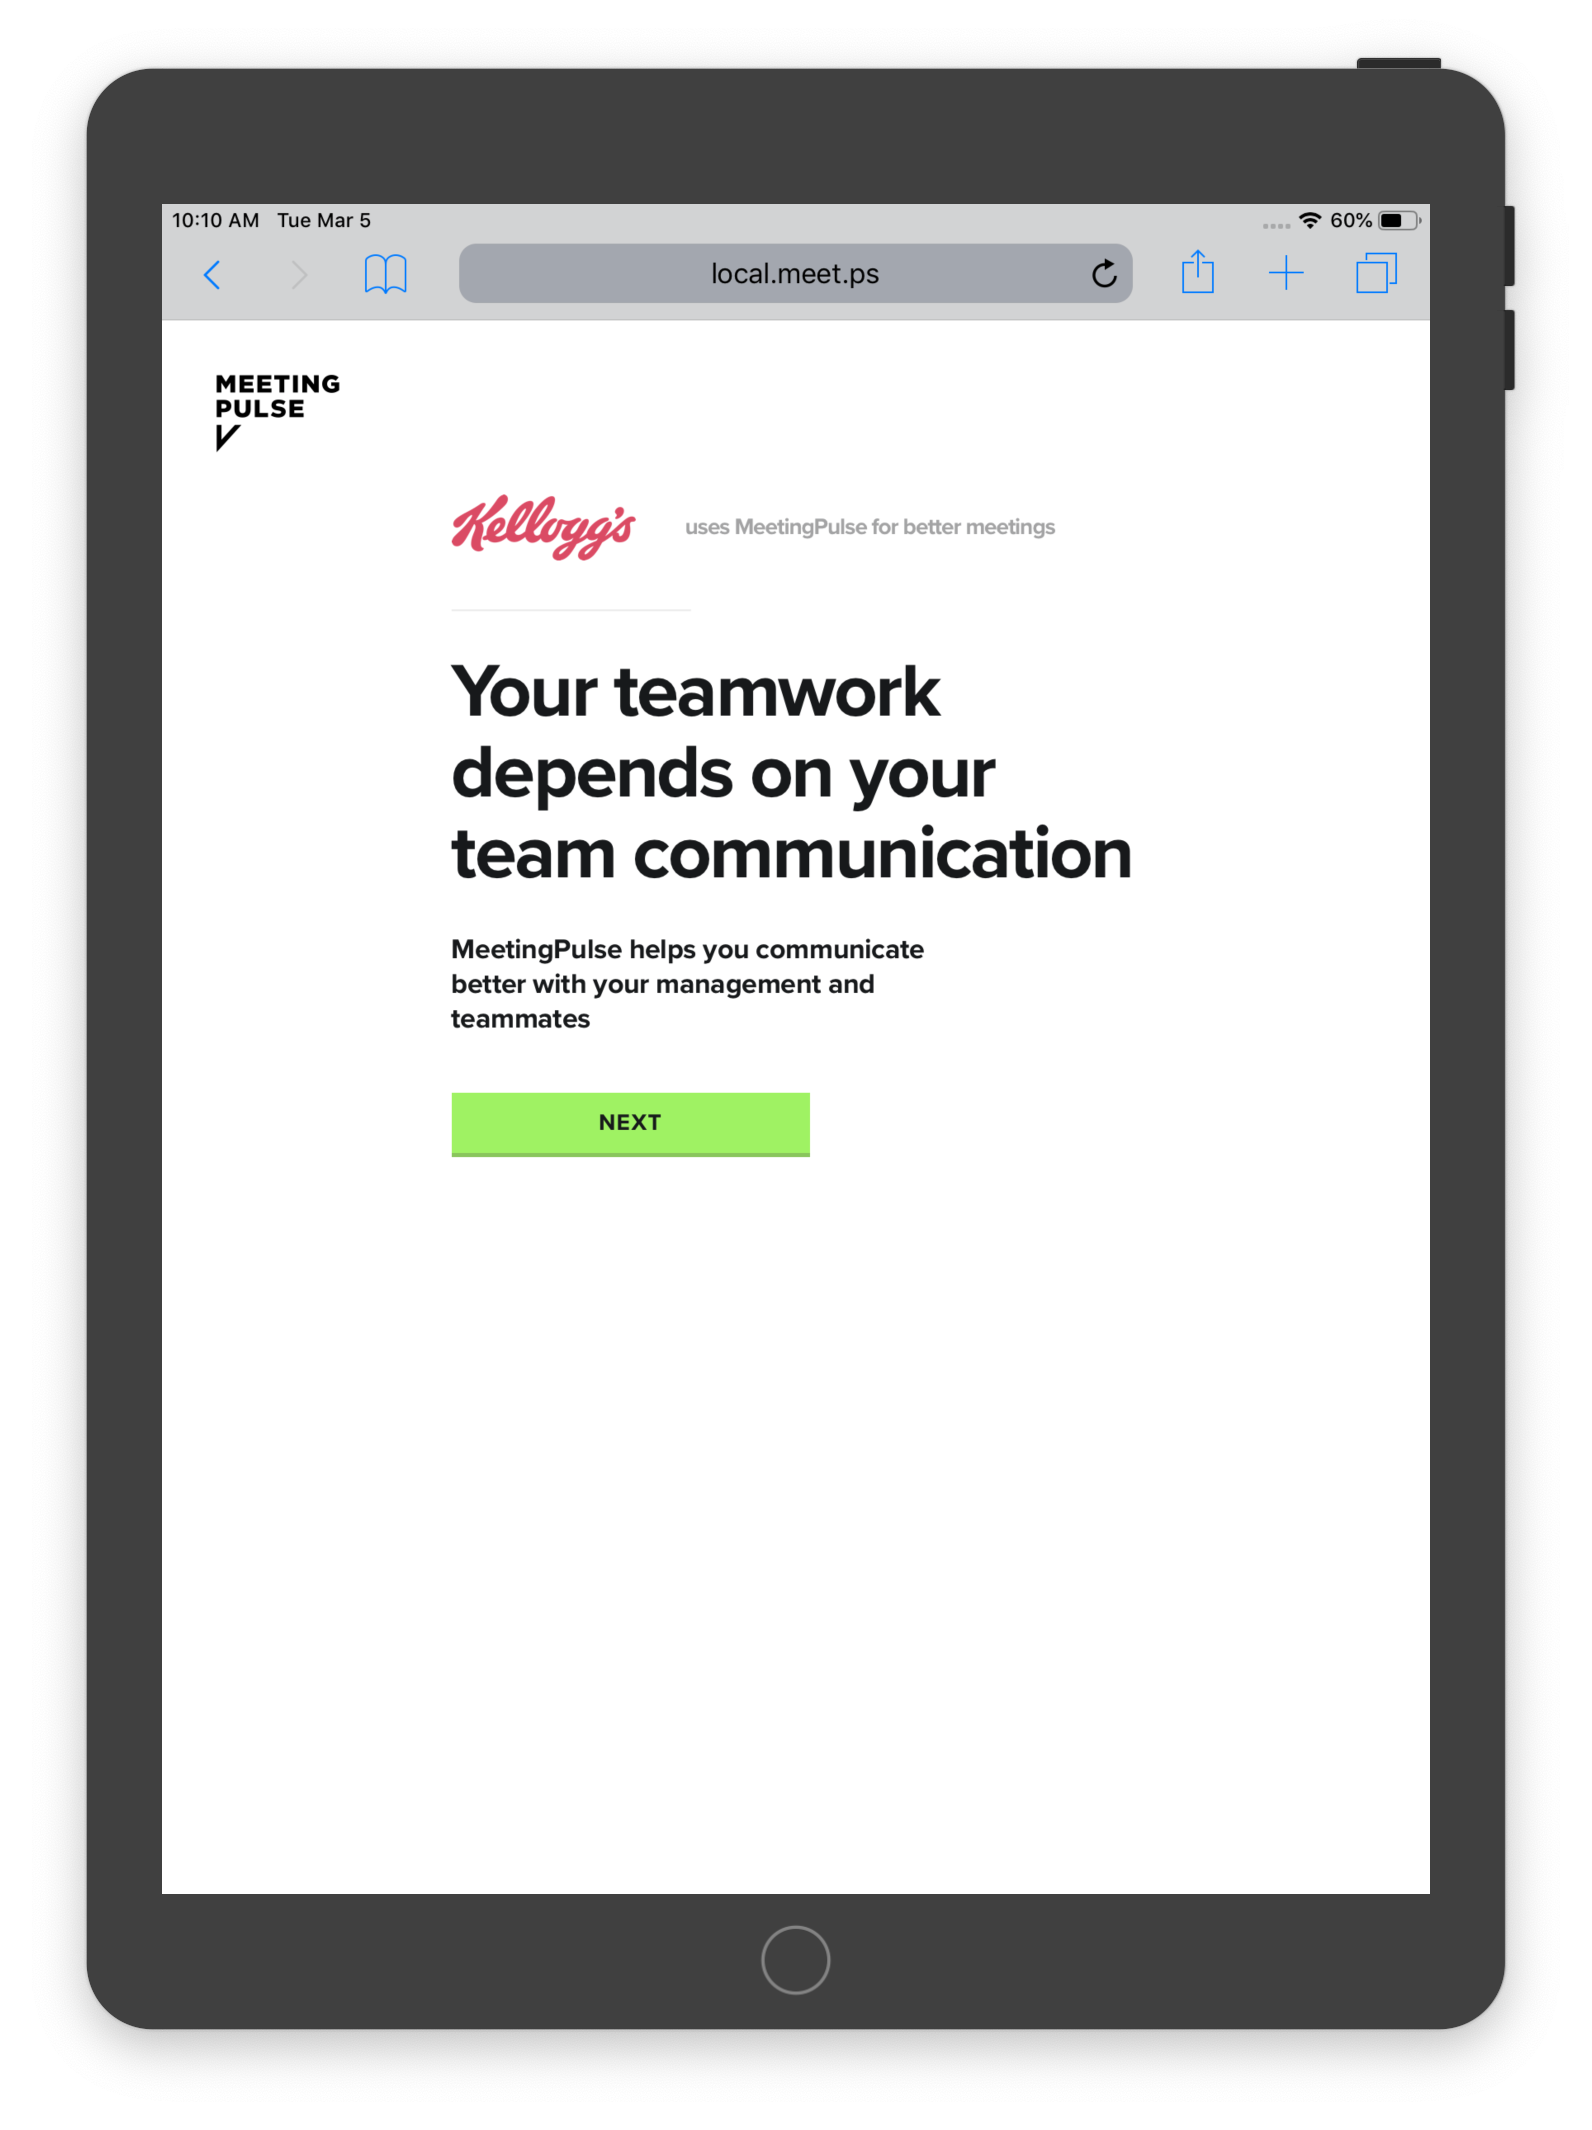 10:10 AM Tue Mar 5 60%
local.meet.ps
MEETING
PULSE
Kellogg's uses MeetingPulse for better meetings
Your teamwork
depends on your
team communication
MeetingPulse helps you communicate
better with your management and
teammates
NEXT